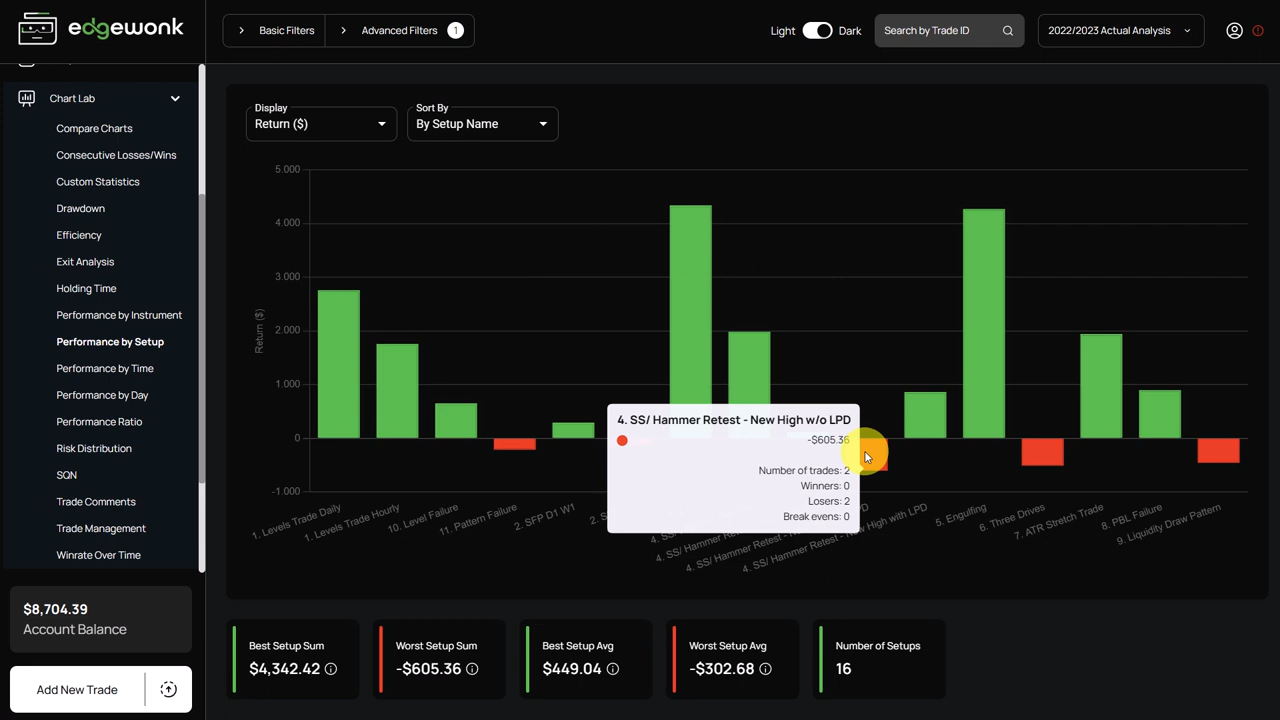 edgewonk
Basic Filters
Advanced Filters 1
Light
Dark
Search by Trade ID
2022/2023 Actual Analysis
Chart Lab
Compare Charts
Consecutive Losses/Wins
Custom Statistics
Drawdown
Efficiency
Exit Analysis
Holding Time
Performance by Instrument
Performance by Setup
Performance by Time
Performance by Day
Performance Ratio
Risk Distribution
SQN
Trade Comments
Trade Management
Winrate Over Time
$8,704.39
Account Balance
Add New Trade
Display
Return ($)
Sort By
By Setup Name
Return ($)
5.000
4.000
3.000
2.000
1.000
0
-1.000
4. SS/ Hammer Retest - New High w/o LPD
-$605.36
Number of trades: 2
Winners: 0
Losers: 2
Break evens: 0
1. Levels Trade Daily
1. Levels Trade Hourly
10. Level Failure
11. Pattern Failure
2. SFP D1 W1
4. SS/ Hammer Retest -
4. SS/ Hammer Retest - New High with LPD
5. Engulfing
6. Three Drives
7. ATR Stretch Trade
8. PBL Failure
9. Liquidity Draw Pattern
Best Setup Sum
$4,342.42
Worst Setup Sum
-$605.36
Best Setup Avg
$449.04
Worst Setup Avg
-$302.68
Number of Setups
16